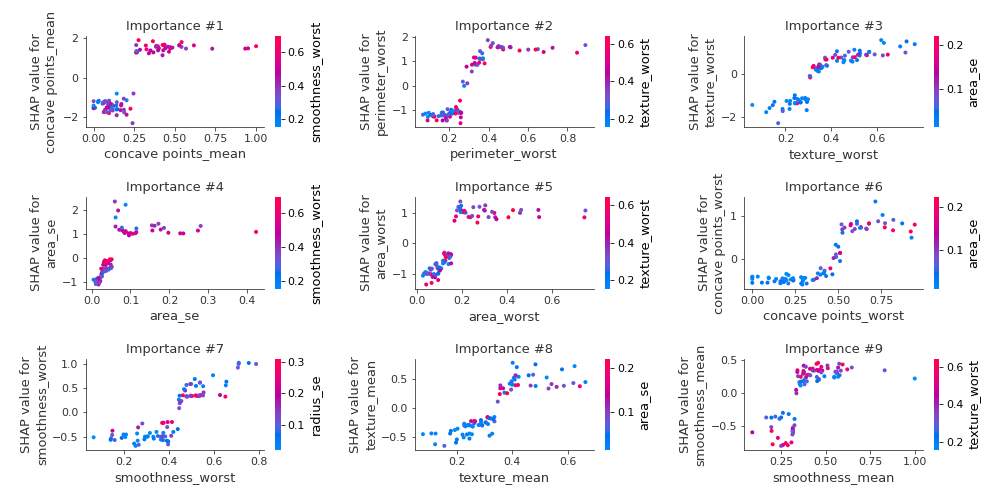 Importance #1
SHAP value for
concave points_mean
2
0
−2
0.00 0.25 0.50 0.75 1.00
concave points_mean
0.6
0.4
0.2
smoothness_worst
Importance #2
SHAP value for
perimeter_worst
2
1
0
−1
0.2 0.4 0.6 0.8
perimeter_worst
0.6
0.4
0.2
texture_worst
Importance #3
SHAP value for
texture_worst
0
−2
0.2 0.4 0.6
texture_worst
0.2
0.1
area_se
Importance #4
SHAP value for
area_se
2
1
0
−1
0.0 0.1 0.2 0.3 0.4
area_se
0.6
0.4
0.2
smoothness_worst
Importance #5
SHAP value for
area_worst
1
0
−1
0.0 0.2 0.4 0.6
area_worst
0.6
0.4
0.2
texture_worst
Importance #6
SHAP value for
concave points_worst
1
0
0.00 0.25 0.50 0.75
concave points_worst
0.2
0.1
area_se
Importance #7
SHAP value for
smoothness_worst
1.0
0.5
0.0
−0.5
0.2 0.4 0.6 0.8
smoothness_worst
0.3
0.2
0.1
radius_se
Importance #8
SHAP value for
texture_mean
0.5
0.0
−0.5
0.2 0.4 0.6
texture_mean
0.2
0.1
area_se
Importance #9
SHAP value for
smoothness_mean
0.5
0.0
−0.5
0.25 0.50 0.75 1.00
smoothness_mean
0.6
0.4
0.2
texture_worst